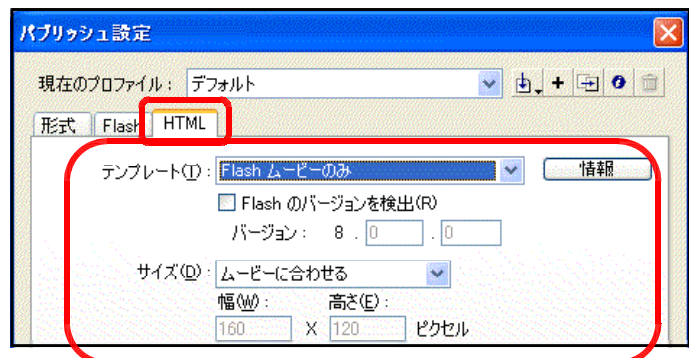 パブリッシュ設定
現在のプロファイル： デフォルト
形式 Flash HTML
テンプレート(T)： Flash ムービーのみ 情報
Flash のバージョンを検出(R)
バージョン： 8 . 0 . 0
サイズ(D)： ムービーに合わせる
幅(W)： 高さ(E)：
160 X 120 ピクセル